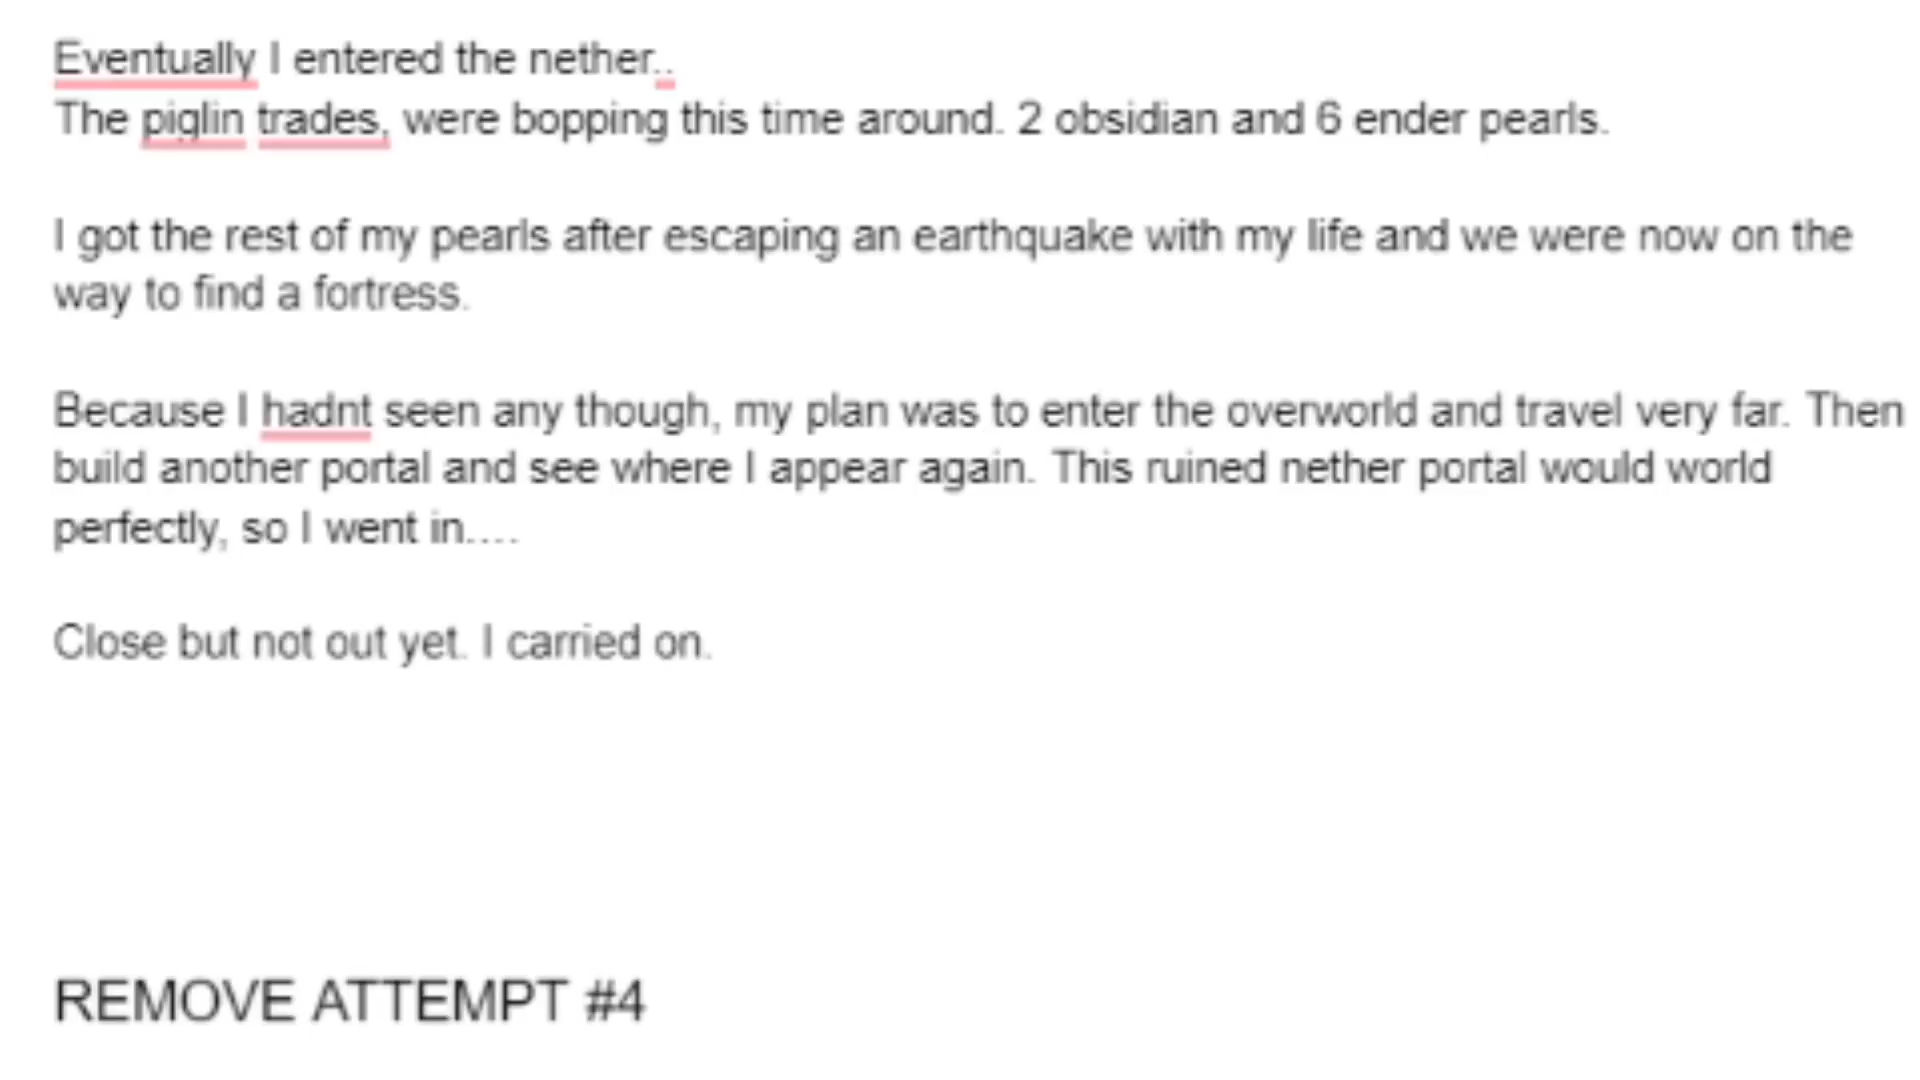 Eventually I entered the nether..
The piglin trades, were bopping this time around. 2 obsidian and 6 ender pearls.
I got the rest of my pearls after escaping an earthquake with my life and we were now on the
way to find a fortress.
Because I hadnt seen any though, my plan was to enter the overworld and travel very far. Then
build another portal and see where I appear again. This ruined nether portal would world
perfectly, so I went in....
Close but not out yet. I carried on.
REMOVE ATTEMPT #4